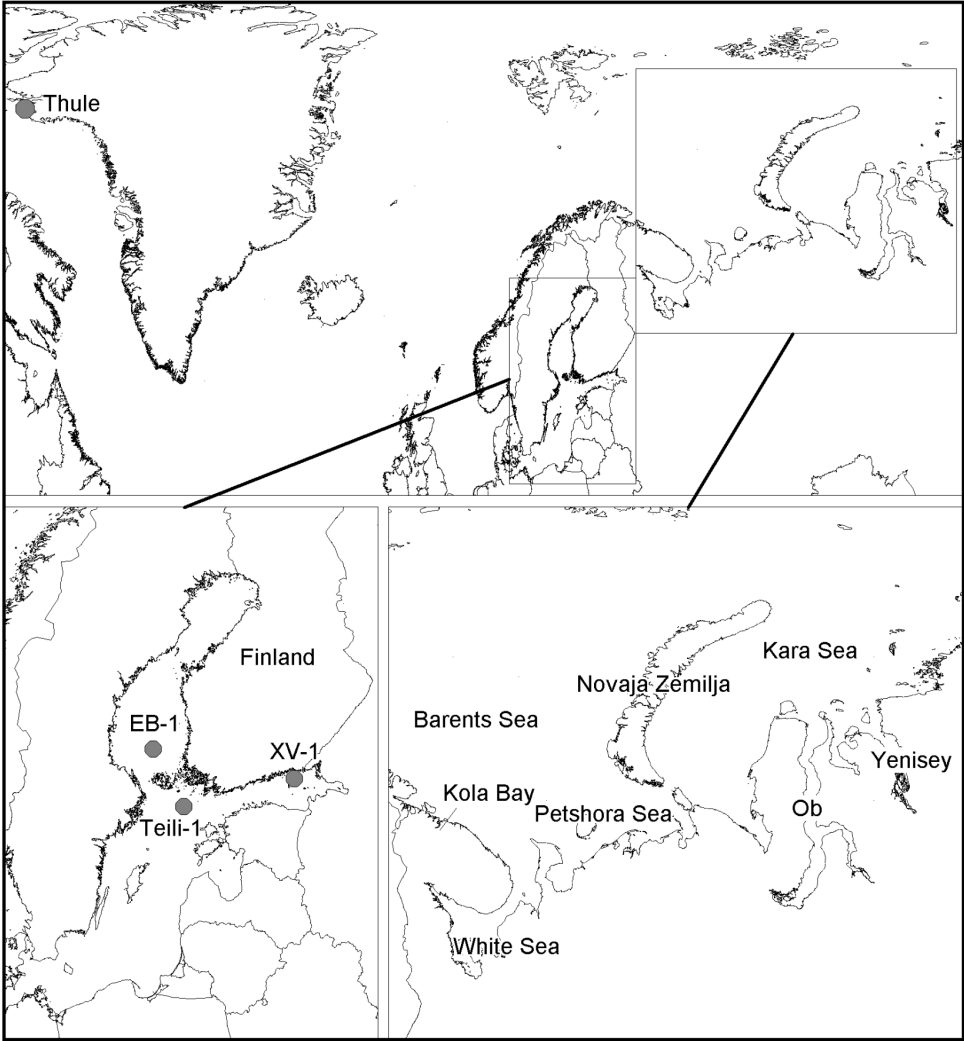 Thule
Finland
EB-1
XV-1
Teili-1
Kara Sea
Novaja Zemilja
Barents Sea
Yenisey
Kola Bay
Petshora Sea
Ob
White Sea